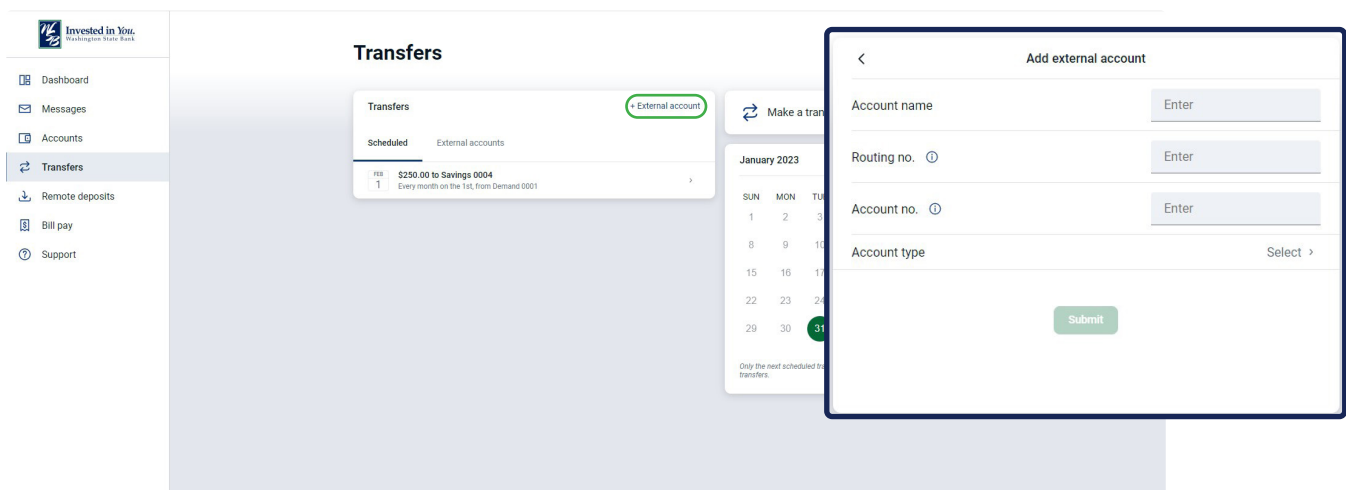 Invested in You.
Washington State Bank
Dashboard
Messages
Accounts
Transfers
Remote deposits
Bill pay
Support
Transfers
Transfers
+ External account
Scheduled
External accounts
FEB
1
$250.00 to Savings 0004
Every month on the 1st, from Demand 0001
Make a tran
January 2023
SUN MON TU
1 2 3
8 9 10
15 16 17
22 23 24
29 30 31
Only the next scheduled tra
transfers.
Add external account
Account name
Enter
Routing no.
Enter
Account no.
Enter
Account type
Select
Submit